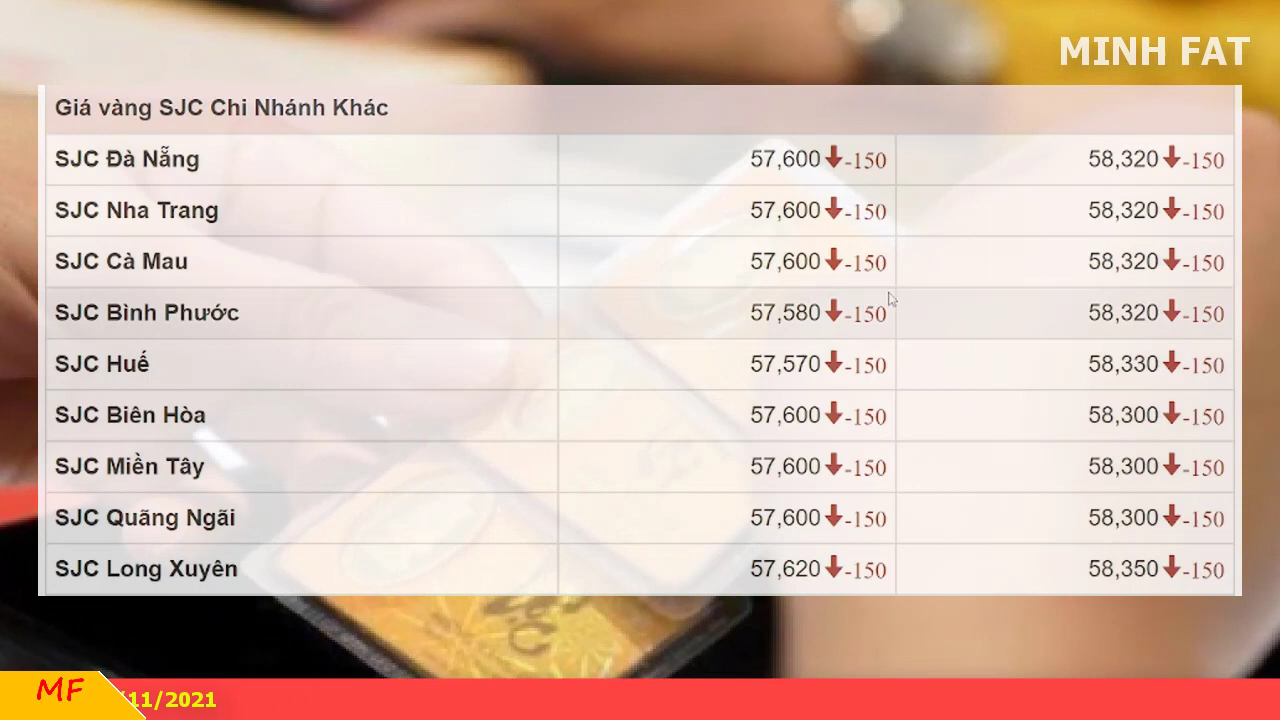 MINH FAT
Giá vàng SJC Chi Nhánh Khác
SJC Đà Nẵng 57,600 -150 58,320 -150
SJC Nha Trang 57,600 -150 58,320 -150
SJC Cà Mau 57,600 -150 58,320 -150
SJC Bình Phước 57,580 -150 58,320 -150
SJC Huế 57,570 -150 58,330 -150
SJC Biên Hòa 57,600 -150 58,300 -150
SJC Miền Tây 57,600 -150 58,300 -150
SJC Quãng Ngãi 57,600 -150 58,300 -150
SJC Long Xuyên 57,620 -150 58,350 -150
MF /11/2021